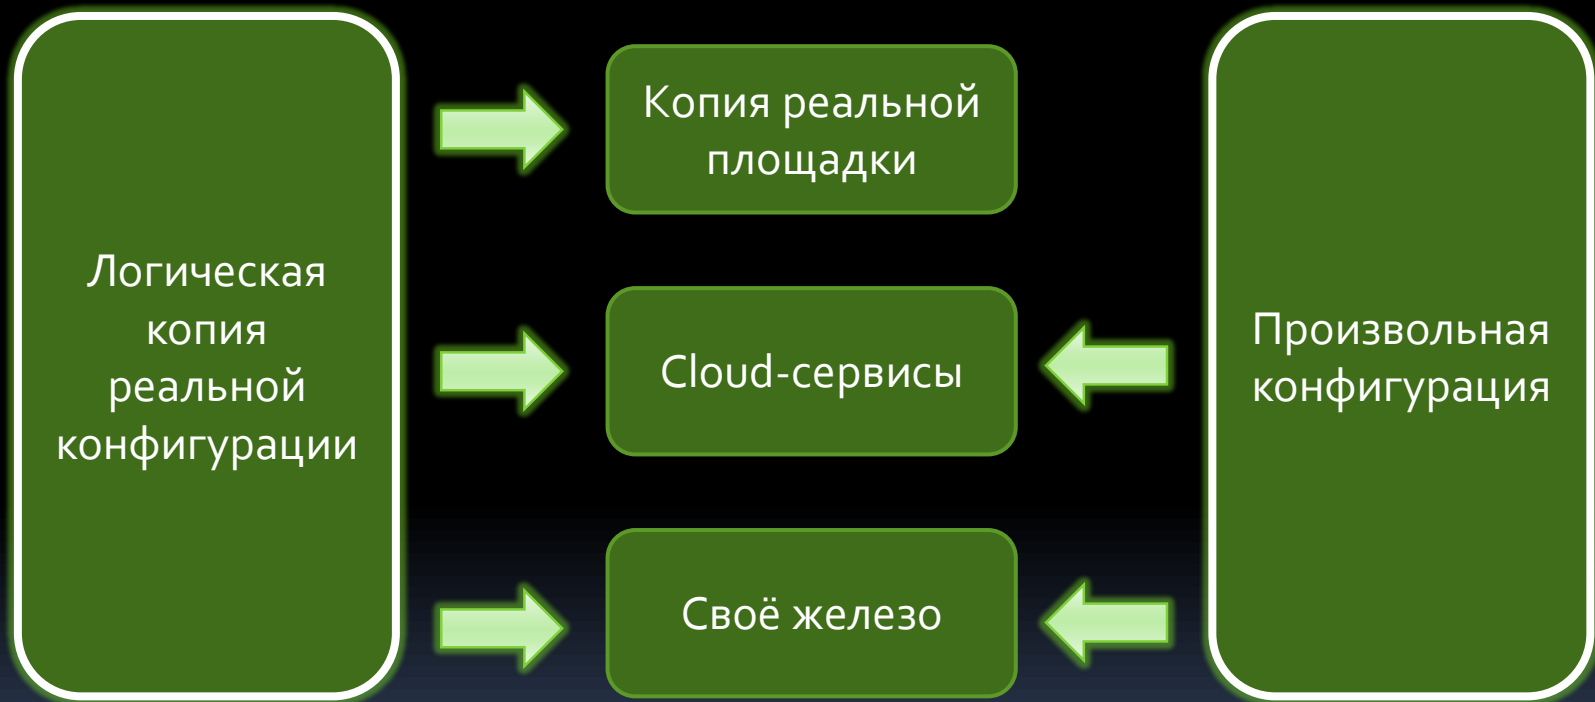 Логическая
копия
реальной
конфигурации
Копия реальной
площадки
Cloud-сервисы
Своё железо
Произвольная
конфигурация